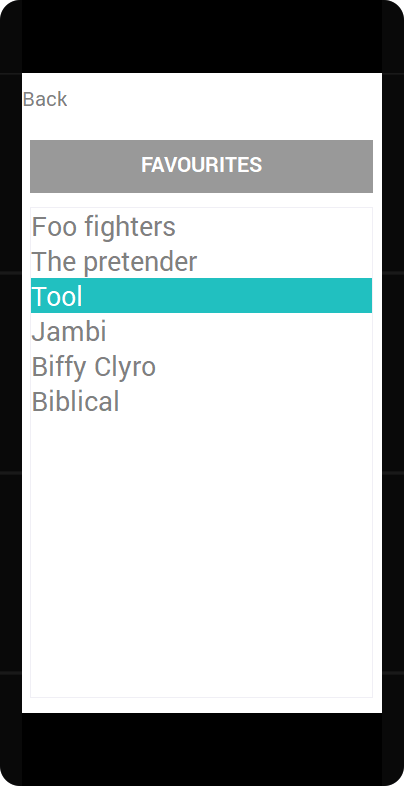 Back
FAVOURITES
Foo fighters
The pretender
Tool
Jambi
Biffy Clyro
Biblical